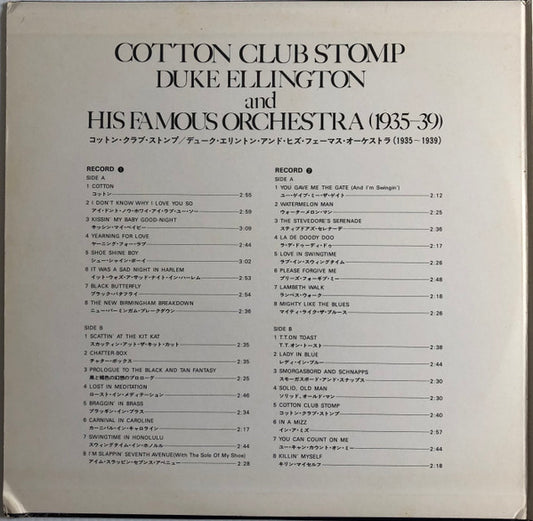 COTTON CLUB STOMP
DUKE ELLINGTON
and
HIS FAMOUS ORCHESTRA (1935–39)
コットン・クラブ・ストンプ/デューク・エリントン・アンド・ヒズ・フェーマス・オーケストラ(1935~1939)
RECORD ❶
SIDE A
1 COTTON
コットン 2:55
2 I DON'T KNOW WHY I LOVE YOU SO
アイ・ドント・ノウ・ホワイ・アイ・ラブ・ユー・ソー 2:59
3 KISSIN' MY BABY GOOD-NIGHT
キッシン・マイ・ベイビー 3:09
4 YEARNING FOR LOVE
ヤーニング・フォー・ラブ 2:44
5 SHOE SHINE BOY
シュー・シャイン・ボーイ 3:02
6 IT WAS A SAD NIGHT IN HARLEM
イット・ウォズ・ア・サッド・ナイト・イン・ハーレム 2:53
7 BLACK BUTTERFLY
ブラック・バタフライ 2:54
8 THE NEW BIRMINGHAM BREAKDOWN
ニュー・バーミンガム・ブレークダウン 2:36
SIDE B
1 SCATTIN' AT THE KIT KAT
スカッティン・アット・ザ・キット・カット 2:35
2 CHATTER BOX
チャター・ボックス 2:35
3 PROLOGUE TO THE BLACK AND TAN FANTASY
黒と褐色の幻想のプロローグ 2:25
4 LOST IN MEDITATION
ロースト・イン・メディテーション 2:46
5 BRAGGIN' IN BRASS
ブラッギン・イン・ブラス 2:34
6 CARNIVAL IN CAROLINE
カーニバル・イン・キャロライン 2:17
7 SWINGTIME IN HONOLULU
スウィングタイム・イン・ホノルル 2:44
8 I'M SLAPPIN' SEVENTH AVENUE(With The Sole Of My Shoe)
アイム・スラッピン・セブンス・アベニュー 2:28
RECORD ❷
SIDE A
1 YOU GAVE ME THE GATE (And I'm Swingin')
ユー・ゲイブ・ミー・ザ・ゲイト 2:12
2 WATERMELON MAN
ウォーターメロン・マン 2:25
3 THE STEVEDORE'S SERENADE
スティブドアズ・セレナーデ 2:36
4 LA DE DOODY DOO
ラ・デ・ドゥーディ・ドゥ 2:17
5 LOVE IN SWINGTIME
ラブ・イン・スウィングタイム 2:26
6 PLEASE FORGIVE ME
プリーズ・フォーギブ・ミー 2:48
7 LAMBETH WALK
ランベス・ウォーク 2:18
8 MIGHTY LIKE THE BLUES
マイティ・ライク・ザ・ブルース 2:26
SIDE B
1 T.T.ON TOAST
T.T.オン・トースト 2:38
2 LADY IN BLUE
レディ・イン・ブルー 2:44
3 SMORGASBORD AND SCHNAPPS
スモーガスボード・アンド・スナップス 2:30
4 SOLID, OLD MAN
ソリッド、オールド・マン 2:30
5 COTTON CLUB STOMP
コットン・クラブ・ストンプ 2:40
6 IN A MIZZ
イン・ア・ミズ 2:57
7 YOU CAN COUNT ON ME
ユー・キャン・カウント・オン・ミー 2:44
8 KILLIN' MYSELF
キリン・マイセルフ 2:18